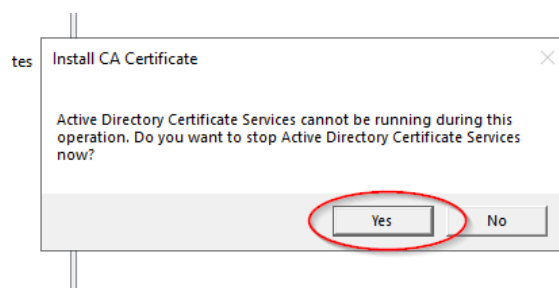 tes
Install CA Certificate
Active Directory Certificate Services cannot be running during this
operation. Do you want to stop Active Directory Certificate Services
now?
Yes
No